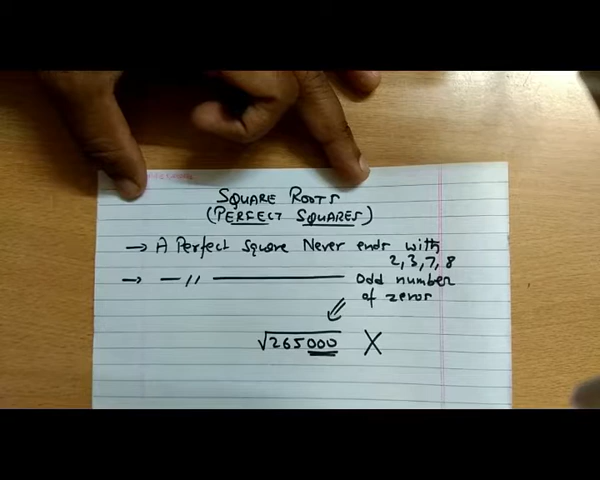 SQUARE ROOTS
(PERFECT SQUARES)
→ A Perfect Square Never ends with
2, 3, 7, 8
→ — // ———— Odd number
of zeros
√265000 X